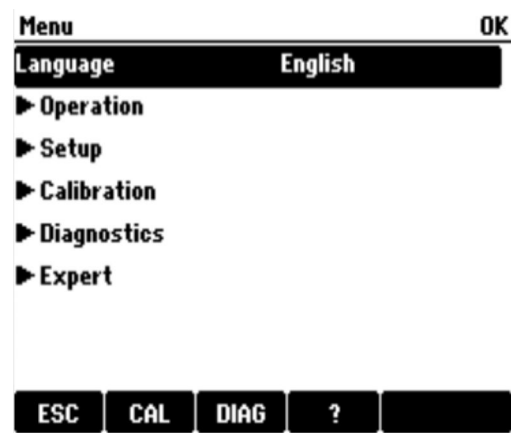 Menu OK
Language English
Operation
Setup
Calibration
Diagnostics
Expert
ESC CAL DIAG ?